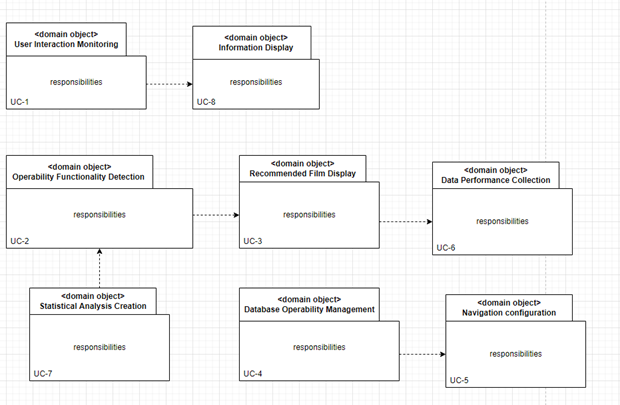 <domain object>
User Interaction Monitoring
responsibilities
UC-1
<domain object>
Information Display
responsibilities
UC-8
<domain object>
Operability Functionality Detection
responsibilities
UC-2
<domain object>
Recommended Film Display
responsibilities
UC-3
<domain object>
Data Performance Collection
responsibilities
UC-6
<domain object>
Statistical Analysis Creation
responsibilities
UC-7
<domain object>
Database Operability Management
responsibilities
UC-4
<domain object>
Navigation configuration
responsibilities
UC-5